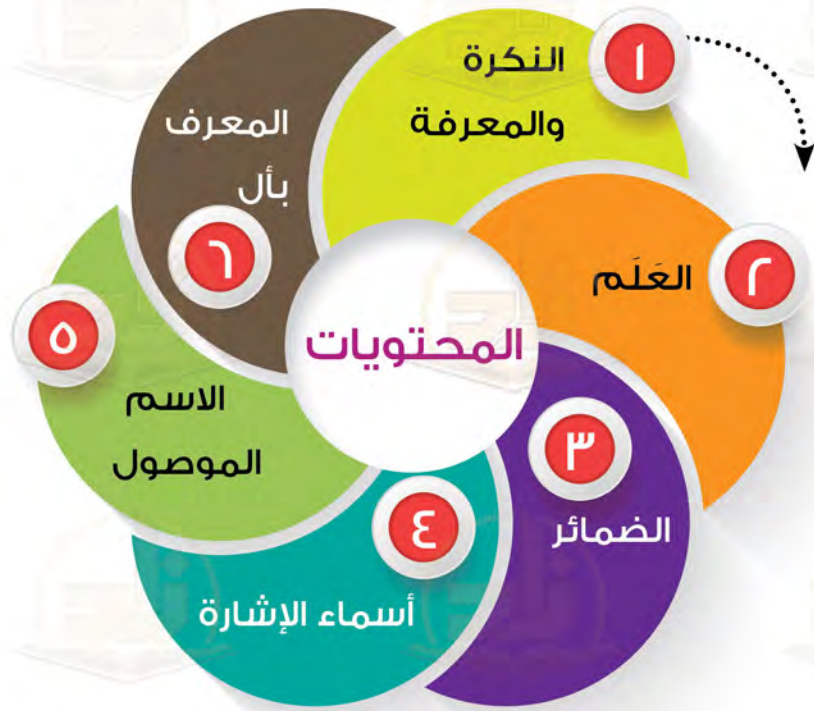 المحتويات
١
النكرة
والمعرفة
٢
العَلَم
٣
الضمائر
٤
أسماء الإشارة
٥
الاسم
الموصول
٦
المعرف
بأل